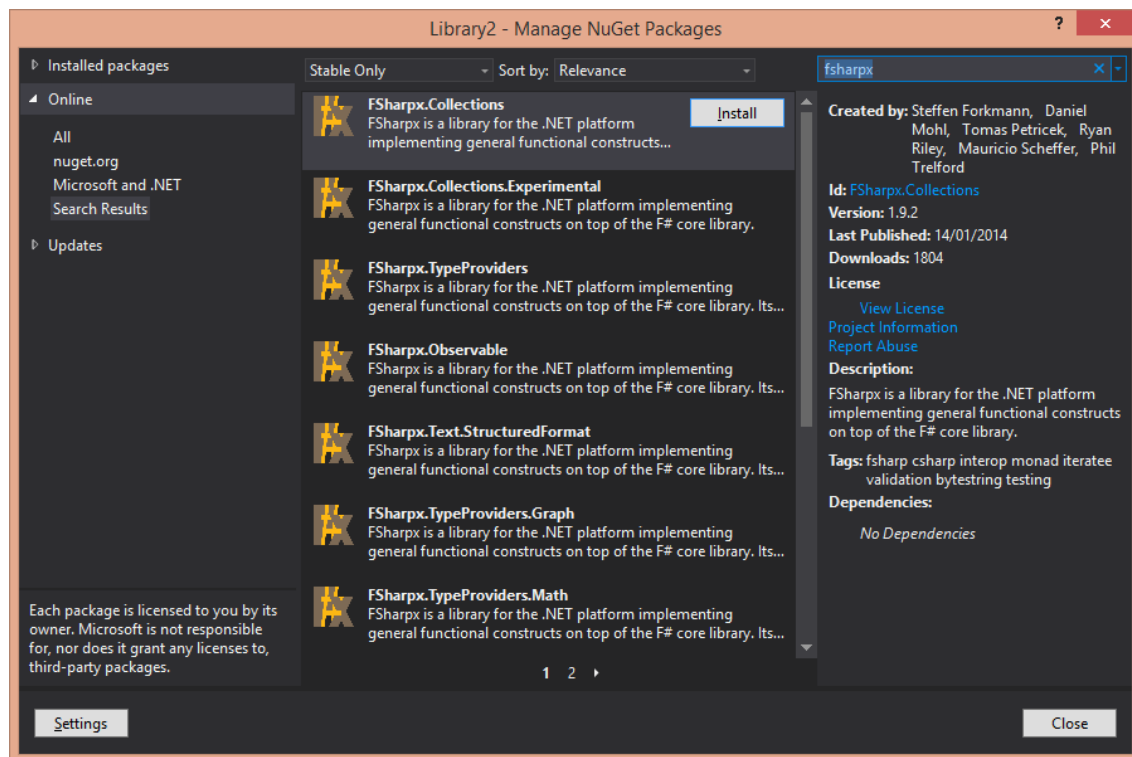 Library2 - Manage NuGet Packages
?
×
Installed packages
Online
All
nuget.org
Microsoft and .NET
Search Results
Updates
Each package is licensed to you by its
owner. Microsoft is not responsible
for, nor does it grant any licenses to,
third-party packages.
Settings
Stable Only
Sort by: Relevance
FSharpx.Collections
FSharpx is a library for the .NET platform
implementing general functional constructs...
Install
FSharpx.Collections.Experimental
FSharpx is a library for the .NET platform implementing
general functional constructs on top of the F# core library.
FSharpx.TypeProviders
FSharpx is a library for the .NET platform implementing
general functional constructs on top of the F# core library. Its...
FSharpx.Observable
FSharpx is a library for the .NET platform implementing
general functional constructs on top of the F# core library. Its...
FSharpx.Text.StructuredFormat
FSharpx is a library for the .NET platform implementing
general functional constructs on top of the F# core library. Its...
FSharpx.TypeProviders.Graph
FSharpx is a library for the .NET platform implementing
general functional constructs on top of the F# core library. Its...
FSharpx.TypeProviders.Math
FSharpx is a library for the .NET platform implementing
general functional constructs on top of the F# core library. Its...
1 2
fsharpx
Created by: Steffen Forkmann, Daniel
Mohl, Tomas Petricek, Ryan
Riley, Mauricio Scheffer, Phil
Trelford
Id: FSharpx.Collections
Version: 1.9.2
Last Published: 14/01/2014
Downloads: 1804
License
View License
Project Information
Report Abuse
Description:
FSharpx is a library for the .NET platform
implementing general functional constructs
on top of the F# core library.
Tags: fsharp csharp interop monad iteratee
validation bytestring testing
Dependencies:
No Dependencies
Close